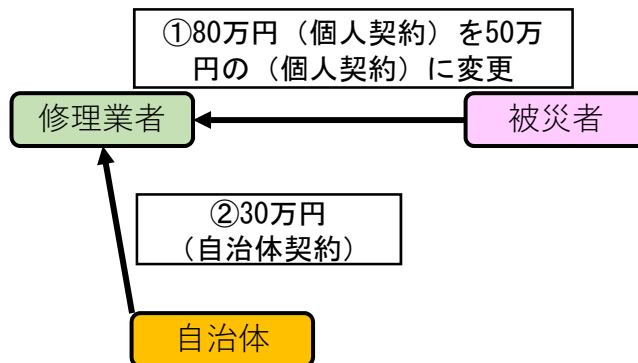 ①80万円（個人契約）を50万
円の（個人契約）に変更
修理業者
被災者
②30万円
（自治体契約）
自治体